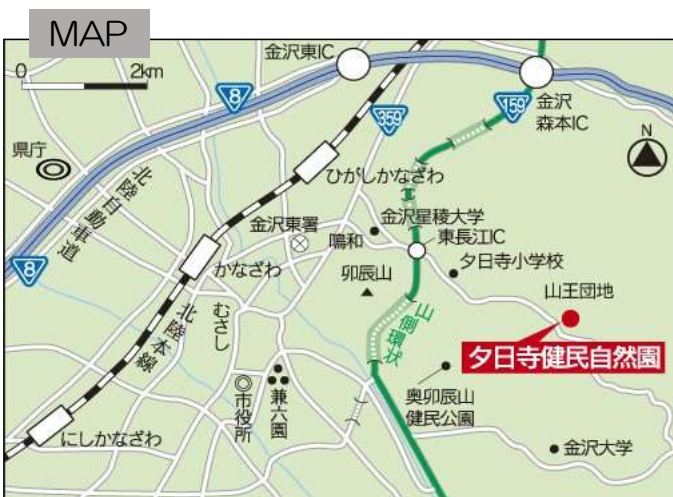 MAP
0 2km
金沢東IC
8
359
159
金沢
森本IC
N
県庁
北陸自動車道
ひがしかなざわ
金沢星稜大学
金沢東署
鳴和
東長江IC
夕日寺小学校
8
かなざわ
卯辰山
山王団地
北陸本線
むさし
山側環状
夕日寺健民自然園
市役所
兼六園
奥卯辰山
健民公園
にしかなざわ
金沢大学